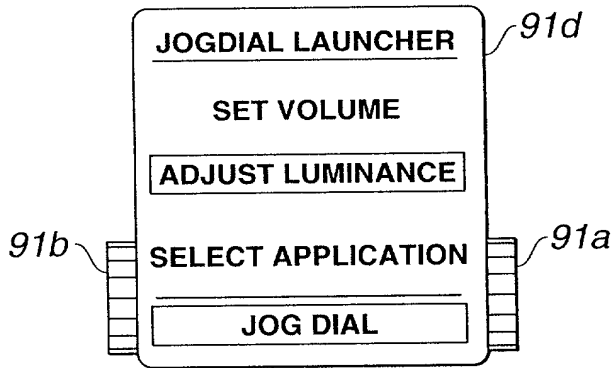 JOGDIAL LAUNCHER
91d
SET VOLUME
ADJUST LUMINANCE
91b
SELECT APPLICATION
91a
JOG DIAL